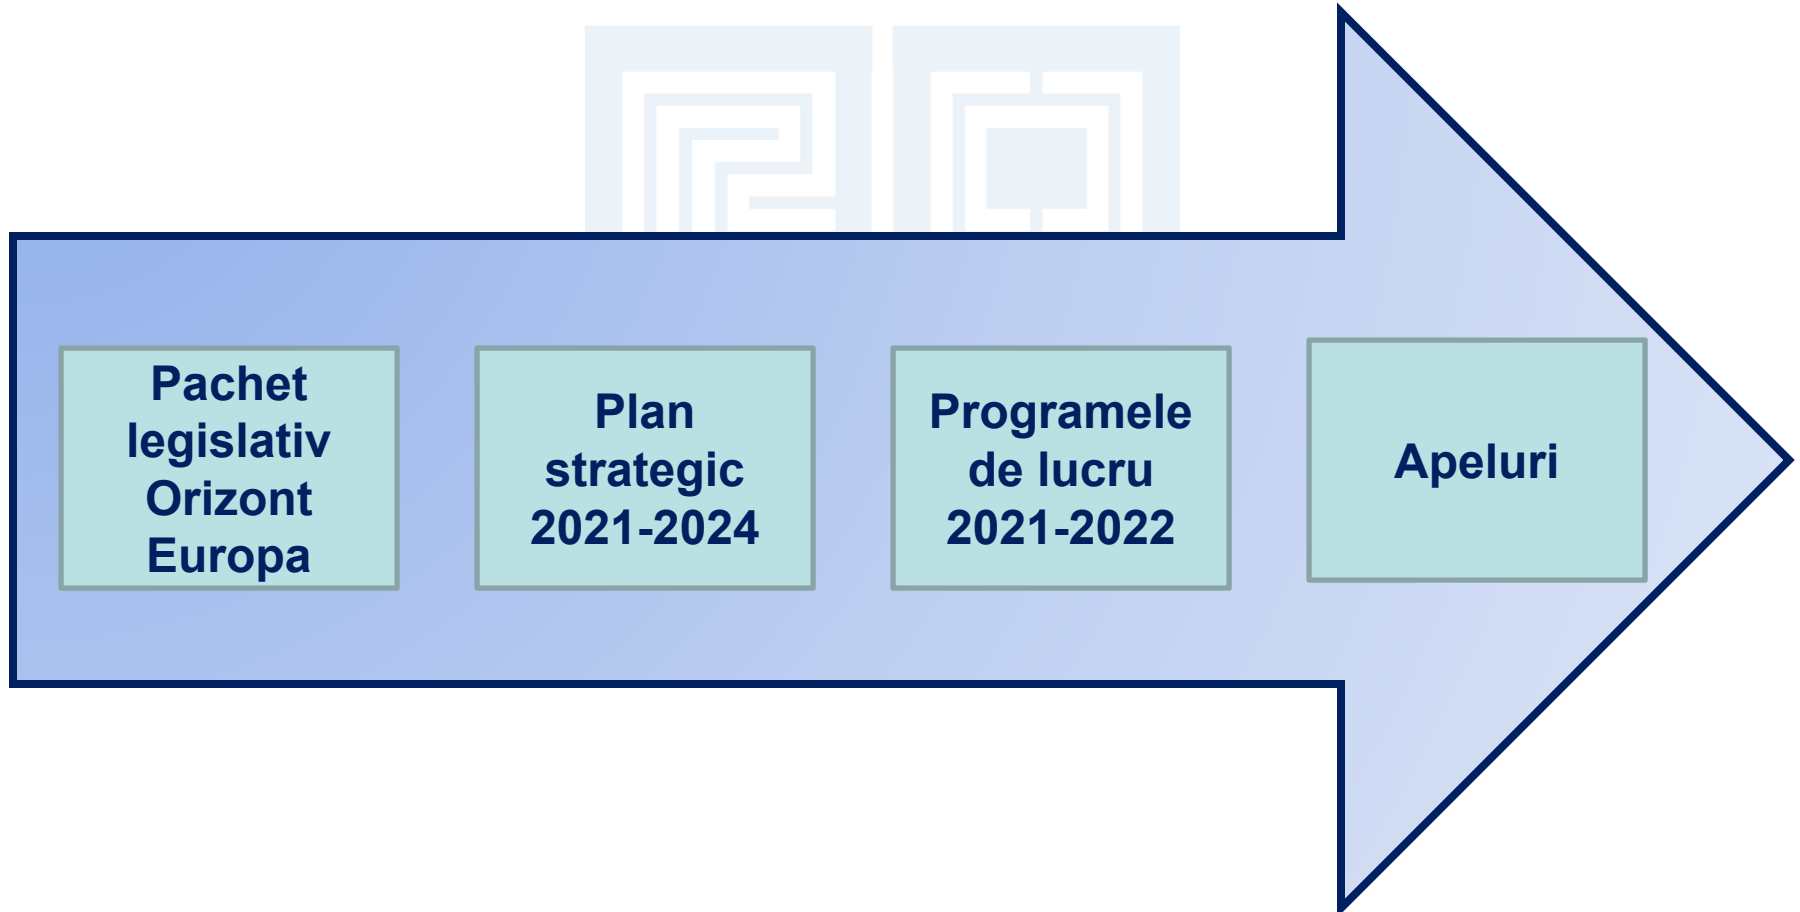 Pachet
legislativ
Orizont
Europa
Plan
strategic
2021-2024
Programele
de lucru
2021-2022
Apeluri